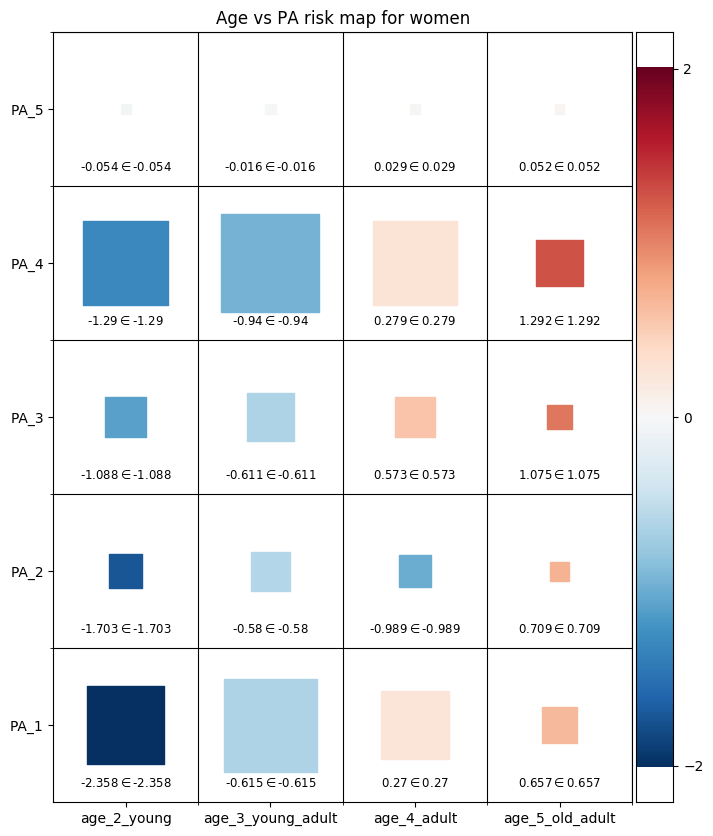 Age vs PA risk map for women
PA_5
-0.054∈-0.054
-0.016∈-0.016
0.029∈0.029
0.052∈0.052
PA_4
-1.29∈-1.29
-0.94∈-0.94
0.279∈0.279
1.292∈1.292
PA_3
-1.088∈-1.088
-0.611∈-0.611
0.573∈0.573
1.075∈1.075
PA_2
-1.703∈-1.703
-0.58∈-0.58
-0.989∈-0.989
0.709∈0.709
PA_1
-2.358∈-2.358
-0.615∈-0.615
0.27∈0.27
0.657∈0.657
age_2_young
age_3_young_adult
age_4_adult
age_5_old_adult
2
0
−2